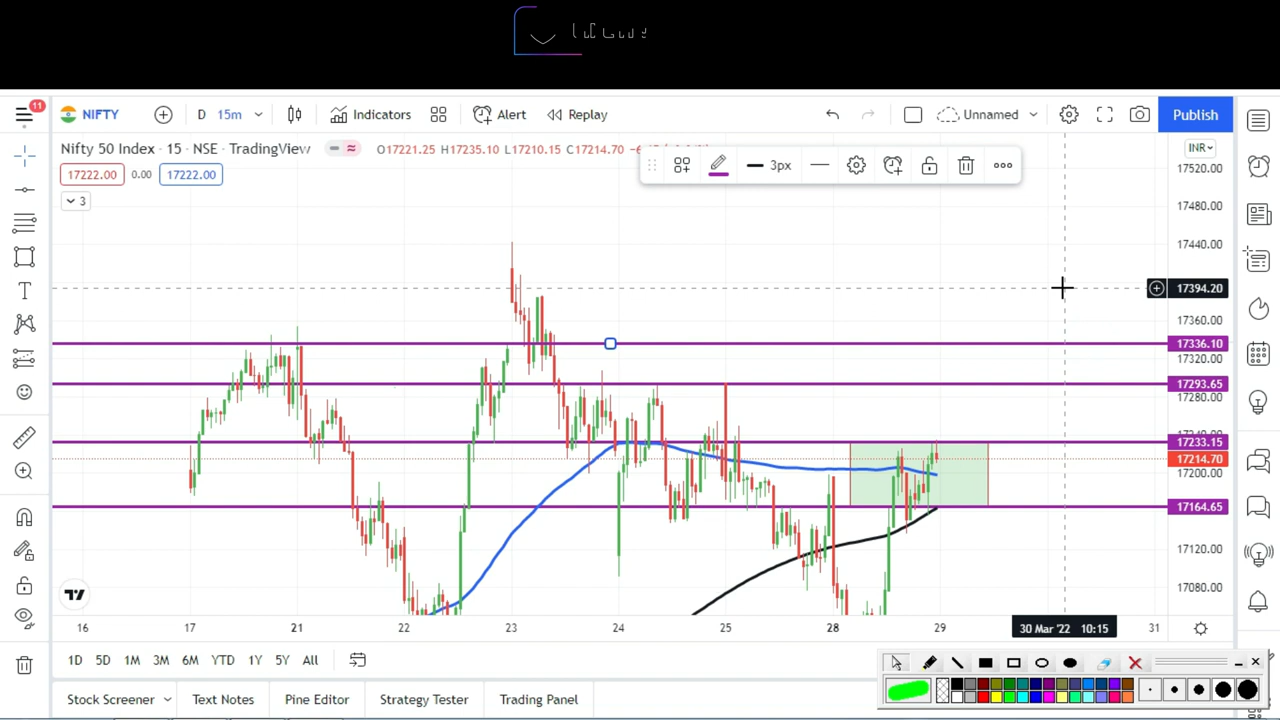 11
NIFTY
D
15m
Indicators
Alert
Replay
Unnamed
Publish
Nifty 50 Index · 15 · NSE · TradingView
O17221.25 H17235.10 L17210.15 C17214.70
17222.00 0.00 17222.00
3
3px
INR
17520.00
17480.00
17440.00
17394.20
17360.00
17336.10
17320.00
17293.65
17280.00
17233.15
17214.70
17200.00
17164.65
17120.00
17080.00
16 17 21 22 23 24 25 28 29 30 Mar '22 10:15 31
1D 5D 1M 3M 6M YTD 1Y 5Y All
Stock Screener
Text Notes
Strategy Tester
Trading Panel